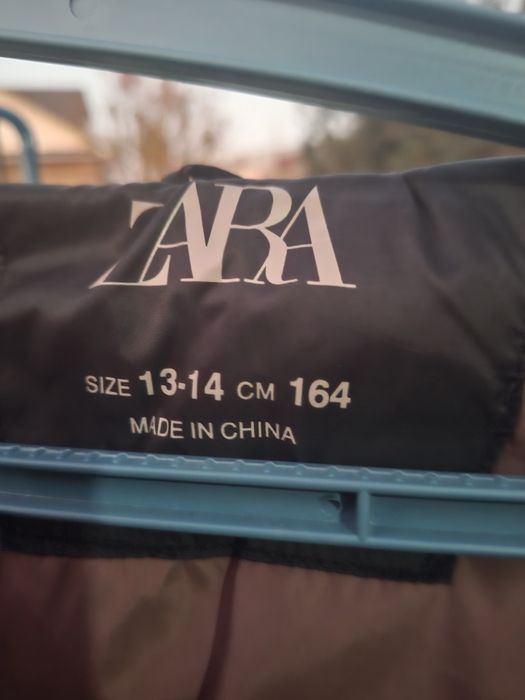 ZARA
SIZE 13-14 CM 164
MADE IN CHINA